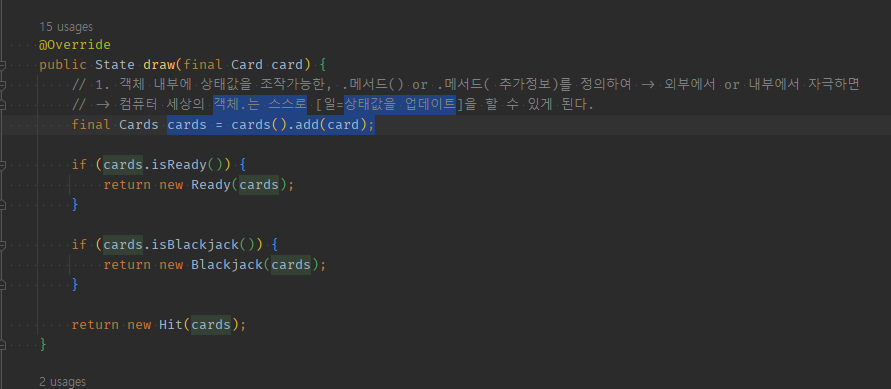 15 usages
@Override
public State draw(final Card card) {
// 1. 객체 내부에 상태값을 조작가능한, .메서드() or .메서드( 추가정보)를 정의하여 -> 외부에서 or 내부에서 자극하면
// -> 컴퓨터 세상의 객체.는 스스로 [일=상태값을 업데이트]을 할 수 있게 된다.
final Cards cards = cards().add(card);
if (cards.isReady()) {
return new Ready(cards);
}
if (cards.isBlackjack()) {
return new Blackjack(cards);
}
return new Hit(cards);
}
2 usages